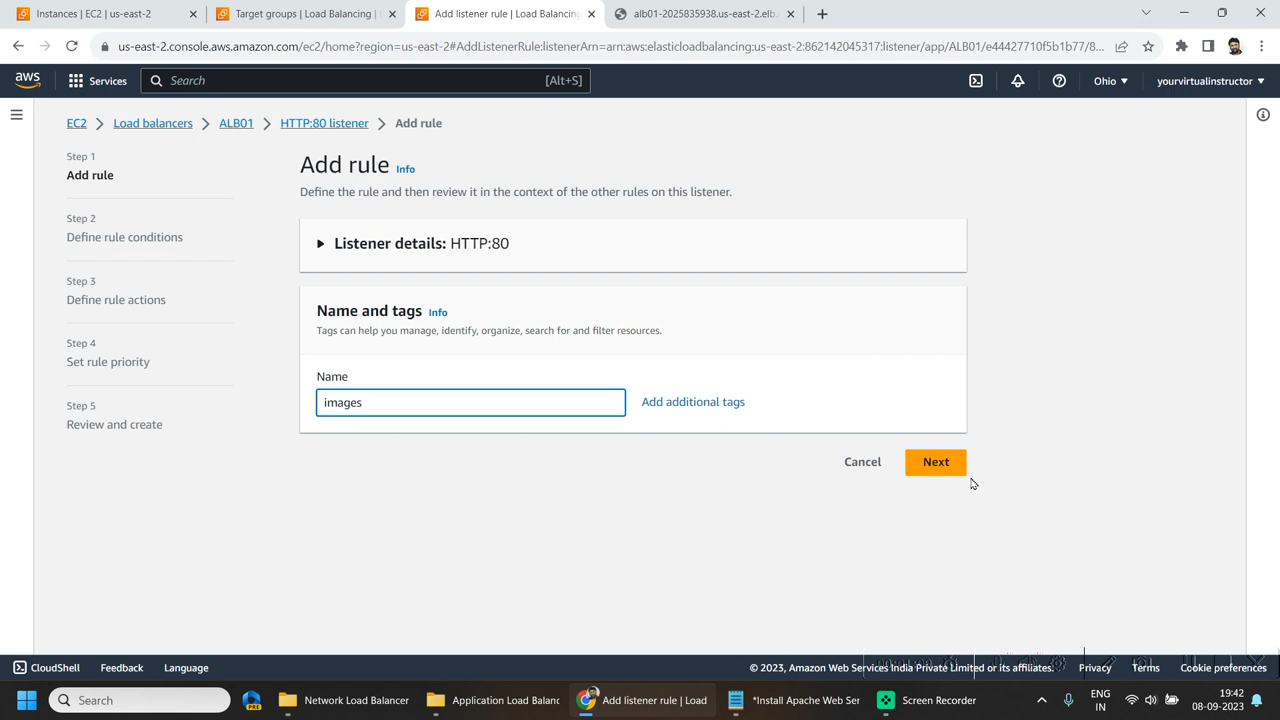 Instances | EC2 | us-east-2
Target groups | Load Balancing |
Add listener rule | Load Balancing
alb01-2025835938.us-east-2.elb.
us-east-2.console.aws.amazon.com/ec2/home?region=us-east-2#AddListenerRule:listenerArn=arn:aws:elasticloadbalancing:us-east-2:862142045317:listener/app/ALB01/e44427710f5b1b77/8...
aws
Services
Search
[Alt+S]
Ohio
yourvirtualinstructor
EC2
Load balancers
ALB01
HTTP:80 listener
Add rule
Step 1
Add rule
Step 2
Define rule conditions
Step 3
Define rule actions
Step 4
Set rule priority
Step 5
Review and create
Add rule Info
Define the rule and then review it in the context of the other rules on this listener.
Listener details: HTTP:80
Name and tags Info
Tags can help you manage, identify, organize, search for and filter resources.
Name
images
Add additional tags
Cancel
Next
CloudShell
Feedback
Language
© 2023, Amazon Web Services India Private Limited or its affiliates.
Privacy
Terms
Cookie preferences
Search
PRE
Network Load Balancer
Application Load Balanc
Add listener rule | Load
*Install Apache Web Ser
Screen Recorder
ENG
IN
19:42
08-09-2023